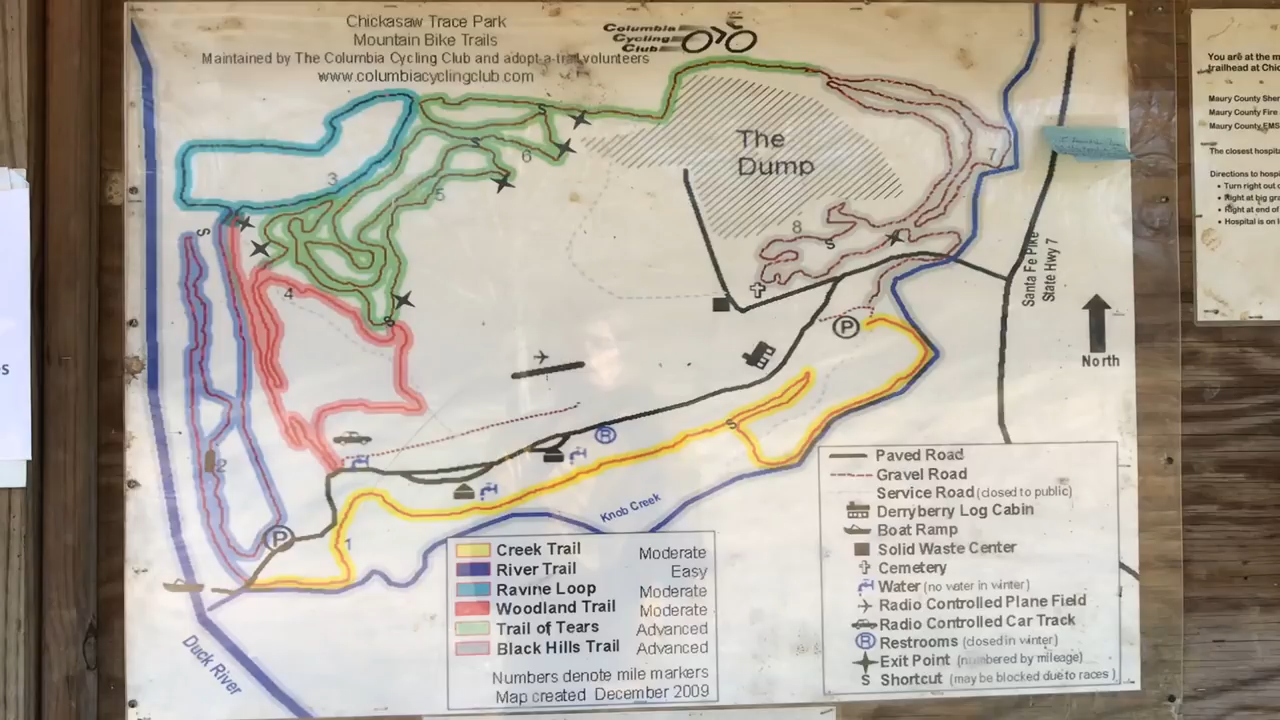 Chickasaw Trace Park
Mountain Bike Trails
Maintained by The Columbia Cycling Club and adopt-a-trail volunteers
www.columbiacyclingclub.com
Columbia
Cycling
Club
The
Dump
3
6
5
7
8
S
S
4
8
2
1
S
P
P
R
Santa Fe Pike
State Hwy 7
North
Knob Creek
Duck River
Creek Trail Moderate
River Trail Easy
Ravine Loop Moderate
Woodland Trail Moderate
Trail of Tears Advanced
Black Hills Trail Advanced
Numbers denote mile markers
Map created December 2009
Paved Road
Gravel Road
Service Road (closed to public)
Derryberry Log Cabin
Boat Ramp
Solid Waste Center
Cemetery
Water (no water in winter)
Radio Controlled Plane Field
Radio Controlled Car Track
R Restrooms (closed in winter)
Exit Point (numbered by mileage)
S Shortcut (may be blocked due to races)
You are at the
trailhead at
Maury County
Maury County Fire
Maury County EMS
The closest
Directions to
• Turn right out
• Right at big
• Right at end of
• Hospital is on
s